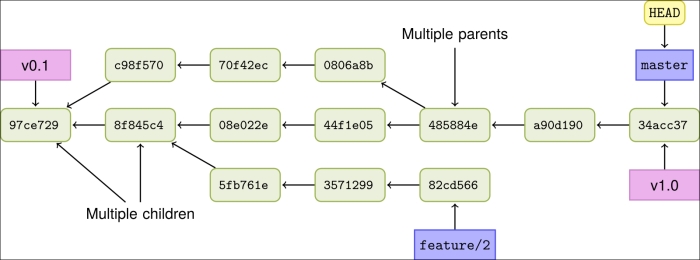 HEAD
Multiple parents
v0.1
c98f570
70f42ec
0806a8b
master
97ce729
8f845c4
08e022e
44f1e05
485884e
a90d190
34acc37
5fb761e
3571299
82cd566
v1.0
Multiple children
feature/2